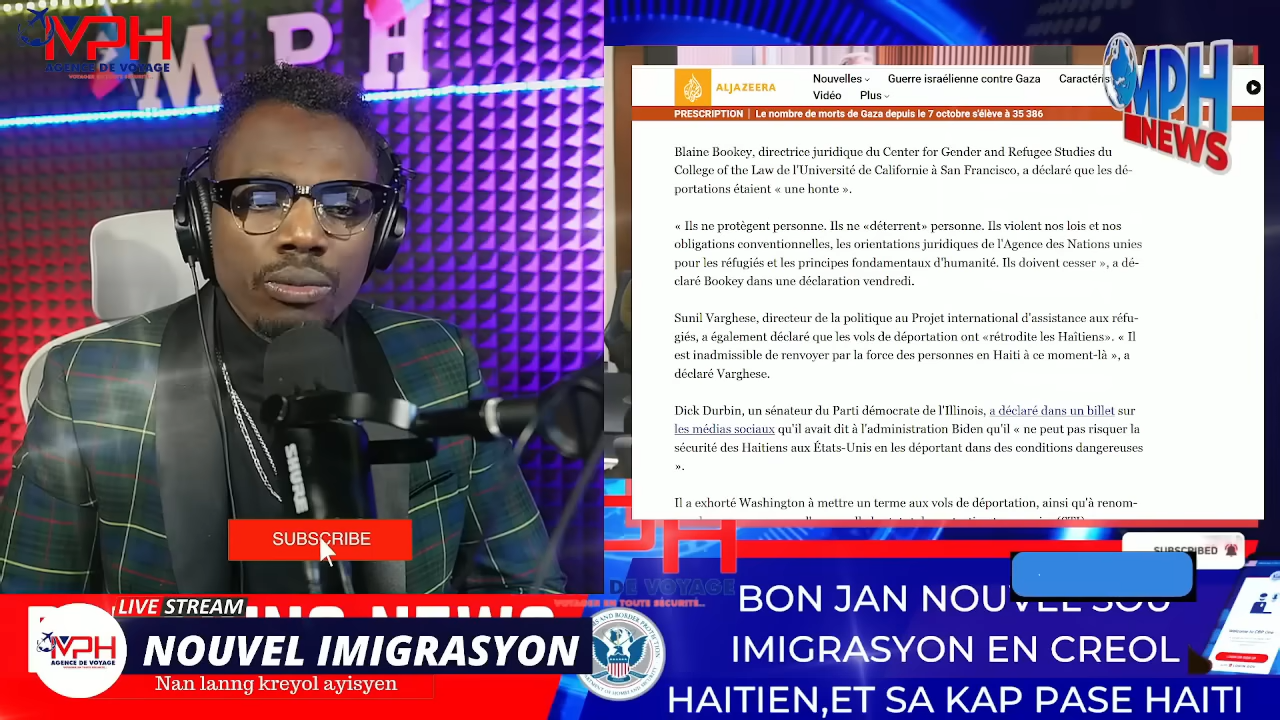 MPH
AGENCE DE VOYAGE
VOYAGER EN TOUTE SÉCURITÉ...
MPH
ALJAZEERA
Nouvelles
Guerre israélienne contre Gaza
Vidéo
Plus
MPH
NEWS
PRESCRIPTION | Le nombre de morts de Gaza depuis le 7 octobre s'élève à 35 386
Blaine Bookey, directrice juridique du Center for Gender and Refugee Studies du
College of the Law de l'Université de Californie à San Francisco, a déclaré que les dé-
portations étaient « une honte ».
« Ils ne protègent personne. Ils ne «déterrent» personne. Ils violent nos lois et nos
obligations conventionnelles, les orientations juridiques de l'Agence des Nations unies
pour les réfugiés et les principes fondamentaux d'humanité. Ils doivent cesser », a dé-
claré Bookey dans une déclaration vendredi.
Sunil Varghese, directeur de la politique au Projet international d'assistance aux réfu-
giés, a également déclaré que les vols de déportation ont «rétrodite les Haïtiens». « Il
est inadmissible de renvoyer par la force des personnes en Haïti à ce moment-là », a
déclaré Varghese.
Dick Durbin, un sénateur du Parti démocrate de l'Illinois, a déclaré dans un billet sur
les médias sociaux qu'il avait dit à l'administration Biden qu'il « ne peut pas risquer la
sécurité des Haïtiens aux États-Unis en les déportant dans des conditions dangereuses
».
Il a exhorté Washington à mettre un terme aux vols de déportation, ainsi qu'à renom-
SHURE
SUBSCRIBE
SUBSCRIBED
DE VOYAGE
LIVE STREAM
MPH
AGENCE DE VOYAGE
NOUVEL IMIGRASYON
Nan lanng kreyol ayisyen
BON JAN NOUVEL SOU
IMIGRASYON EN CREOL
HAITIEN,ET SA KAP PASE HAITI